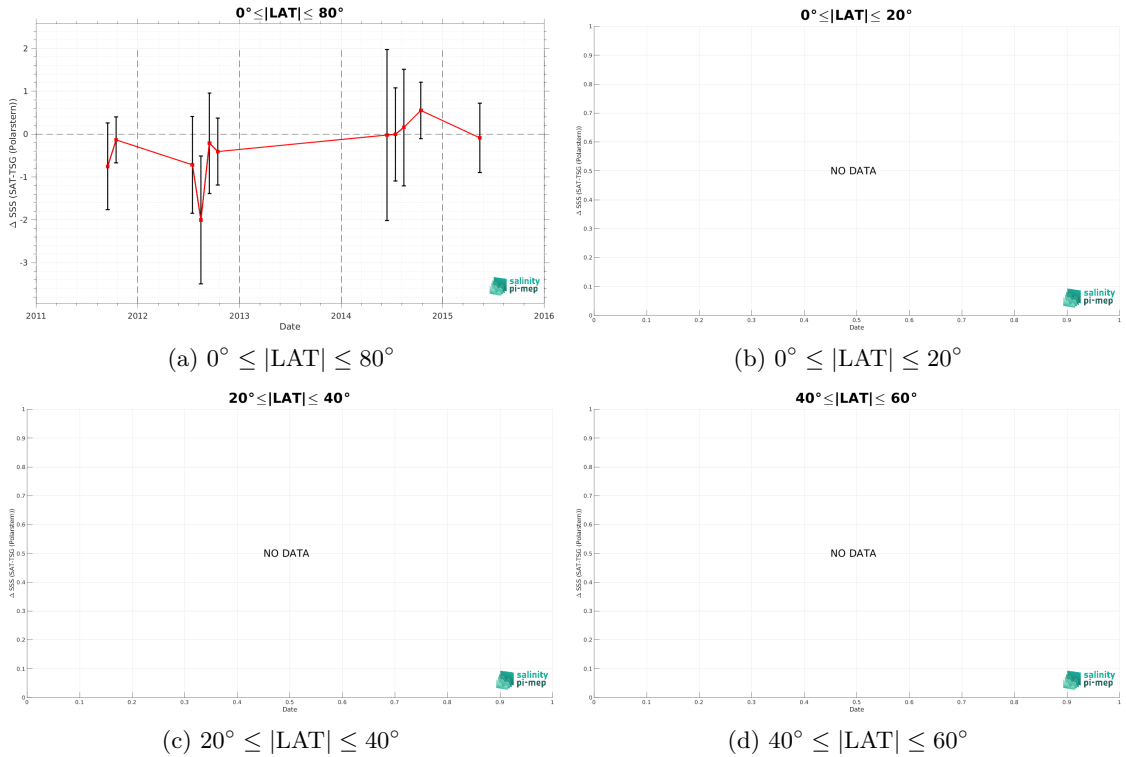 0°≤|LAT|≤ 80°
Δ SSS (SAT-TSG (Polarstern))
2
1
0
-1
-2
-3
2011 2012 2013 2014 2015 2016
Date
salinity
pi-mep
(a) 0° ≤ |LAT| ≤ 80°
0°≤|LAT|≤ 20°
Δ SSS (SAT-TSG (Polarstern))
1
0.9
0.8
0.7
0.6
0.5
0.4
0.3
0.2
0.1
0
NO DATA
0 0.1 0.2 0.3 0.4 0.5 0.6 0.7 0.8 0.9 1
Date
salinity
pi-mep
(b) 0° ≤ |LAT| ≤ 20°
20°≤|LAT|≤ 40°
Δ SSS (SAT-TSG (Polarstern))
1
0.9
0.8
0.7
0.6
0.5
0.4
0.3
0.2
0.1
0
NO DATA
0 0.1 0.2 0.3 0.4 0.5 0.6 0.7 0.8 0.9 1
Date
salinity
pi-mep
(c) 20° ≤ |LAT| ≤ 40°
40°≤|LAT|≤ 60°
Δ SSS (SAT-TSG (Polarstern))
1
0.9
0.8
0.7
0.6
0.5
0.4
0.3
0.2
0.1
0
NO DATA
0 0.1 0.2 0.3 0.4 0.5 0.6 0.7 0.8 0.9 1
Date
salinity
pi-mep
(d) 40° ≤ |LAT| ≤ 60°